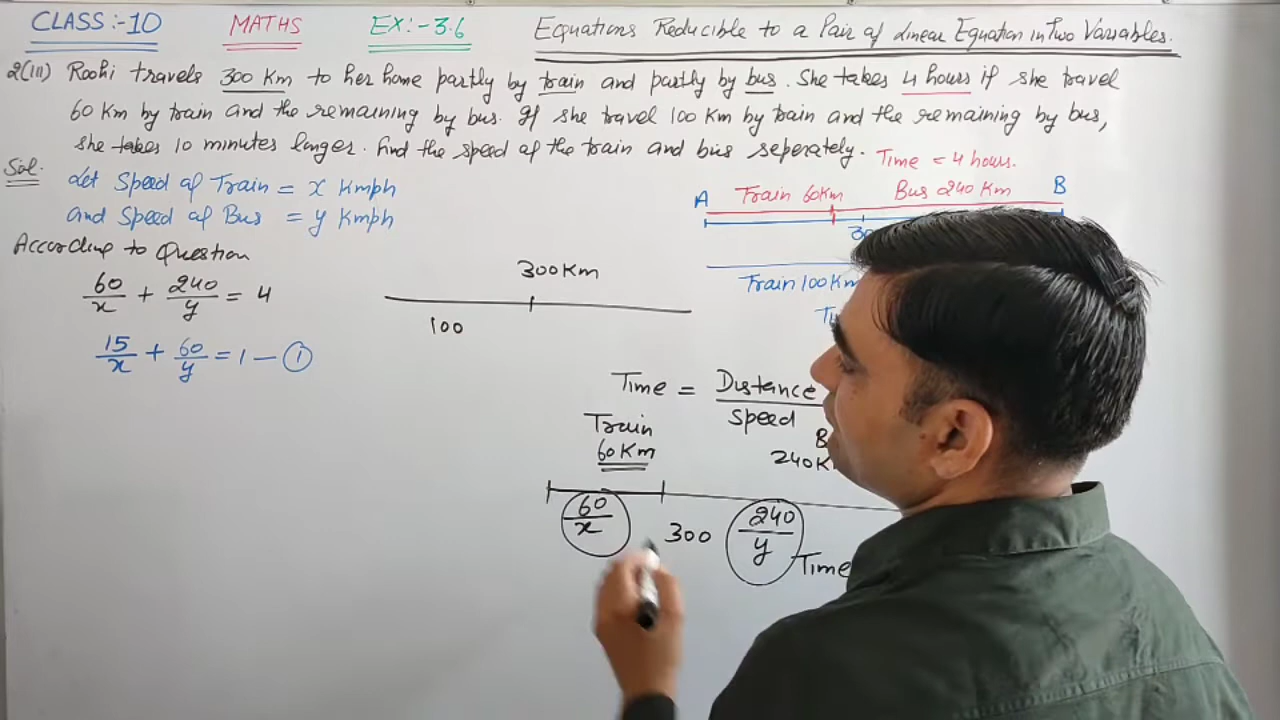 CLASS:-10 MATHS EX:-3.6 Equations Reducible to a Pair of Linear Equation in Two Variables.
2(III) Roohi travels 300 Km to her home partly by train and partly by bus. She takes 4 hours if she travel
60 Km by train and the remaining by bus. If she travel 100 Km by train and the remaining by bus,
she takes 10 minutes longer. find the speed of the train and bus seperately.
Time = 4 hours.
Sol.
Let Speed of Train = x Kmph
and Speed of Bus = y Kmph
A Train 60Km Bus 240 Km B
30
According to Question
60/x + 240/y = 4
300Km
100
Train 100 Km
15/x + 60/y = 1 — ①
Time = Distance/Speed
Train
60Km
240K
60/x 300 240/y Time